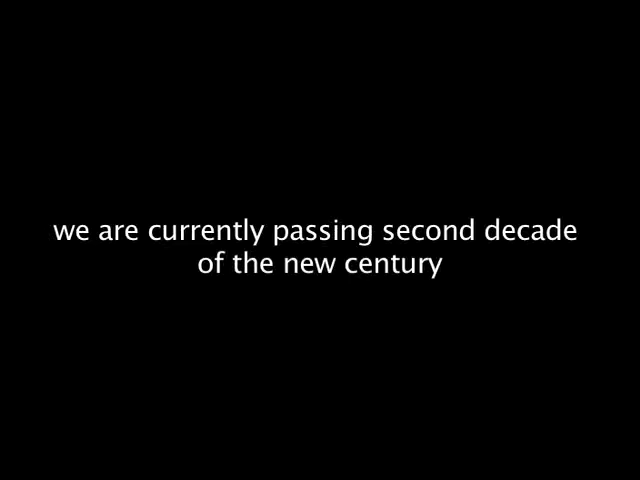 we are currently passing second decade
of the new century